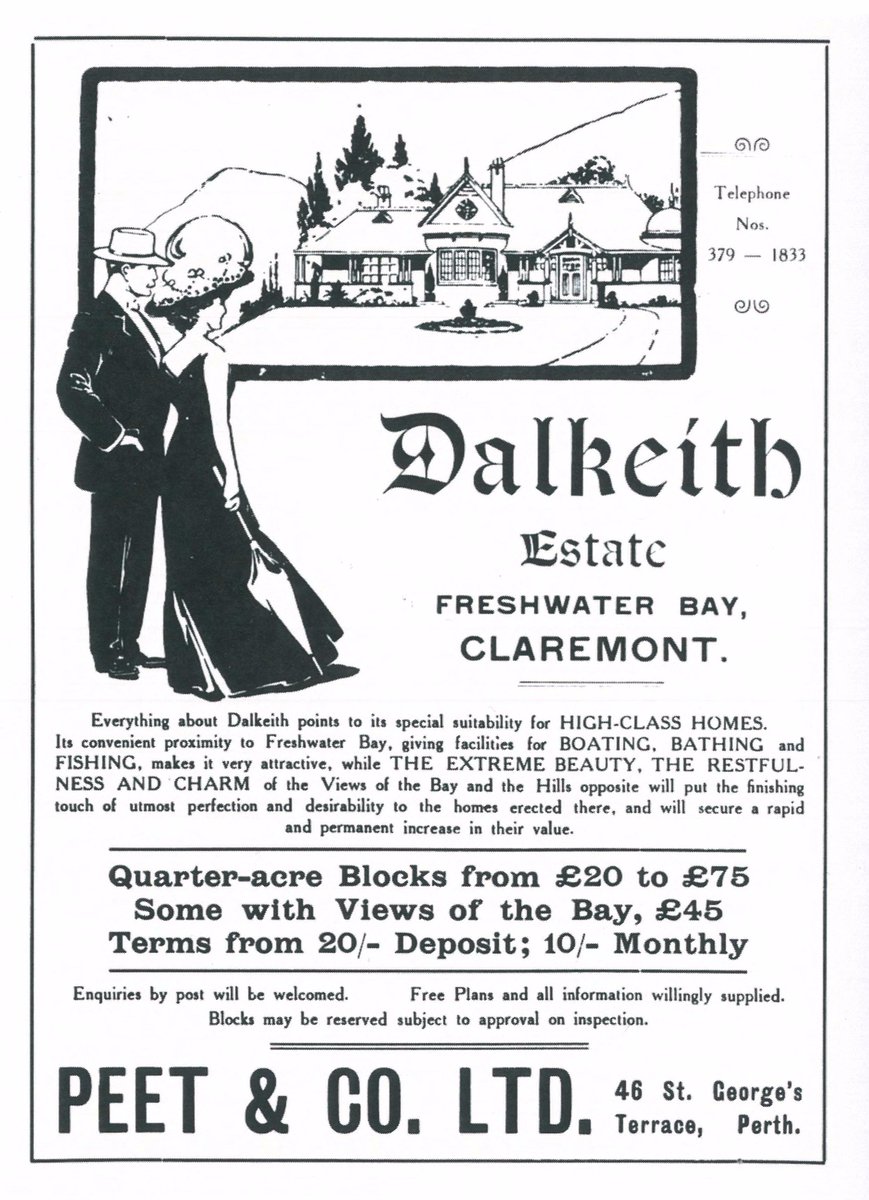 Telephone
Nos.
379 — 1833
Dalkeith
Estate
FRESHWATER BAY,
CLAREMONT.
Everything about Dalkeith points to its special suitability for HIGH-CLASS HOMES.
Its convenient proximity to Freshwater Bay, giving facilities for BOATING, BATHING and
FISHING, makes it very attractive, while THE EXTREME BEAUTY, THE RESTFUL-
NESS AND CHARM of the Views of the Bay and the Hills opposite will put the finishing
touch of utmost perfection and desirability to the homes erected there, and will secure a rapid
and permanent increase in their value.
Quarter-acre Blocks from £20 to £75
Some with Views of the Bay, £45
Terms from 20/- Deposit; 10/- Monthly
Enquiries by post will be welcomed. Free Plans and all information willingly supplied.
Blocks may be reserved subject to approval on inspection.
PEET & CO. LTD.
46 St. George's
Terrace, Perth.